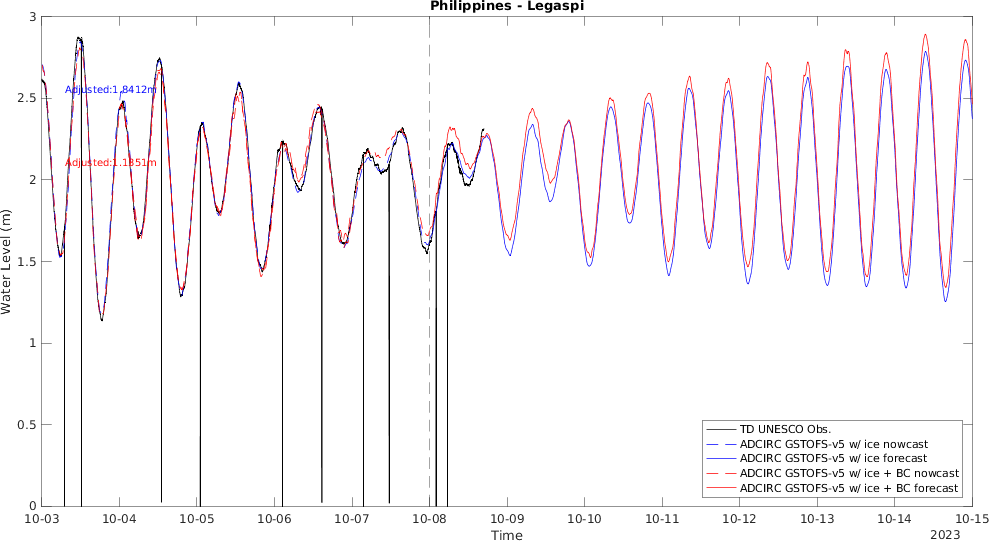 Philippines - Legaspi
3
2.5
2
1.5
1
0.5
0
Water Level (m)
Adjusted:1.8412m
Adjusted:1.1351m
TD UNESCO Obs.
ADCIRC GSTOFS-v5 w/ ice nowcast
ADCIRC GSTOFS-v5 w/ ice forecast
ADCIRC GSTOFS-v5 w/ ice + BC nowcast
ADCIRC GSTOFS-v5 w/ ice + BC forecast
10-03 10-04 10-05 10-06 10-07 10-08 10-09 10-10 10-11 10-12 10-13 10-14 10-15
Time
2023